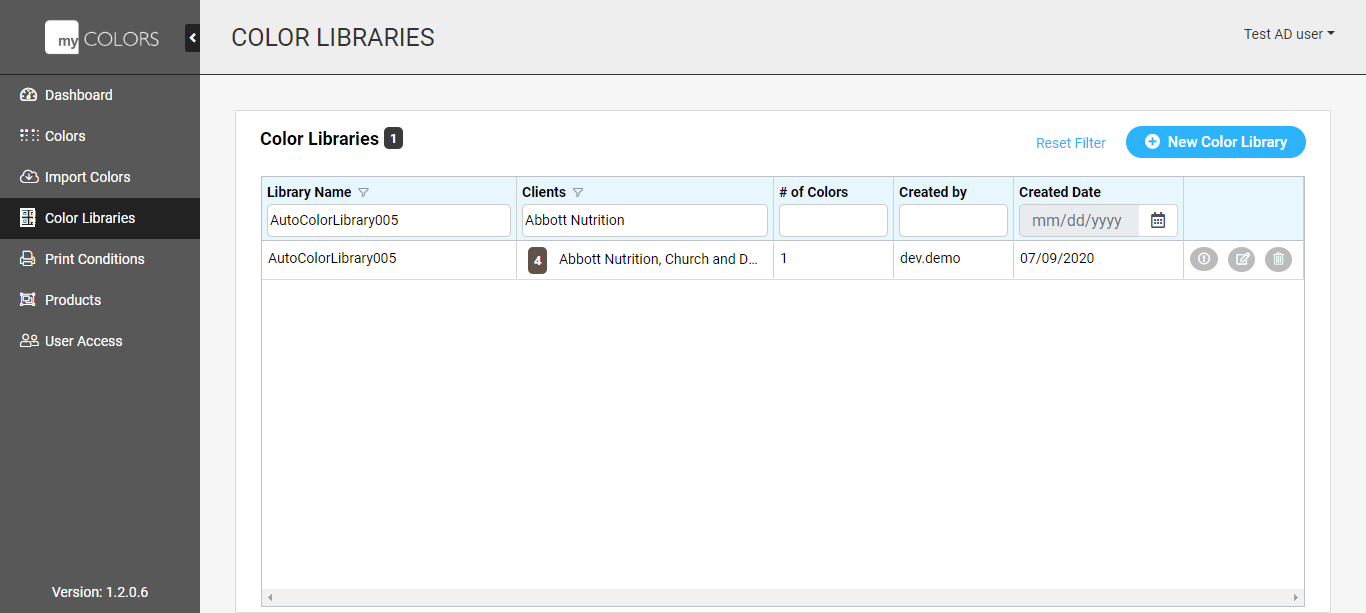 my COLORS
COLOR LIBRARIES
Test AD user
Dashboard
Colors
Import Colors
Color Libraries
Print Conditions
Products
User Access
Version: 1.2.0.6
Color Libraries 1
Reset Filter
New Color Library
Library Name Clients # of Colors Created by Created Date
AutoColorLibrary005 Abbott Nutrition mm/dd/yyyy
AutoColorLibrary005 4 Abbott Nutrition, Church and D... 1 dev.demo 07/09/2020